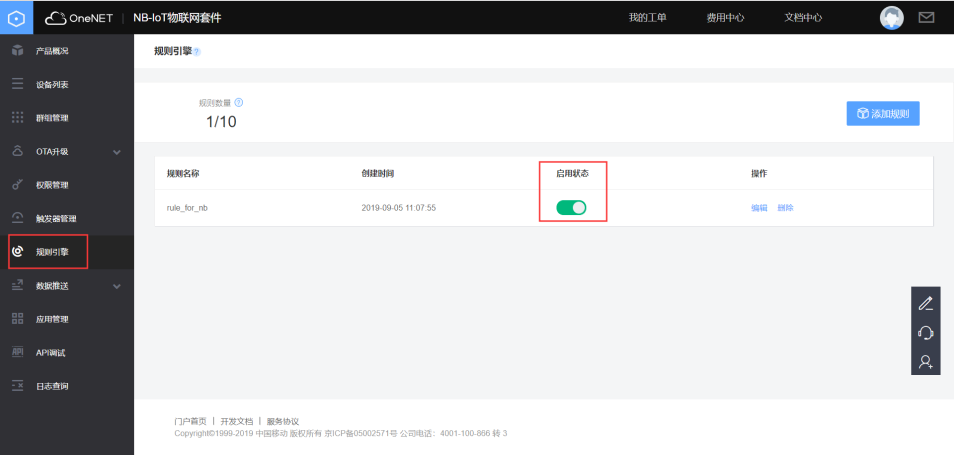 OneNET | NB-IoT物联网套件 我的工单 费用中心 文档中心
产品概况
设备列表
群组管理
OTA升级
权限管理
触发器管理
规则引擎
数据推送
应用管理
API调试
日志查询
规则引擎
规则数量
1/10
添加规则
规则名称 创建时间 启用状态 操作
rule_for_nb 2019-09-05 11:07:55 编辑 删除
门户首页 | 开发文档 | 服务协议
Copyright©1999-2019 中国移动 版权所有 京ICP备05002571号 公司电话：4001-100-866 转 3